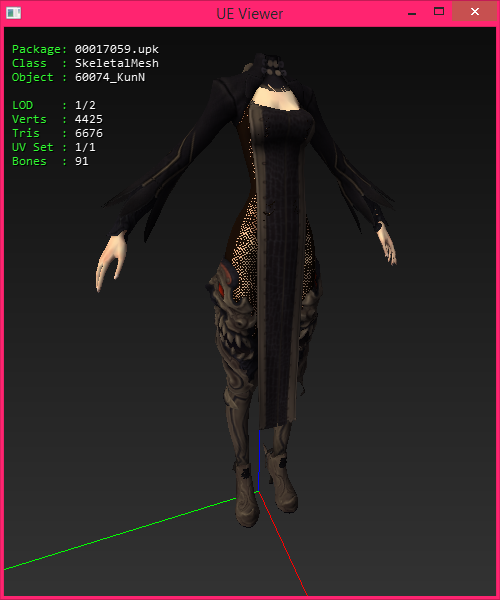 UE Viewer
Package: 00017059.upk
Class  : SkeletalMesh
Object : 60074_KunN
LOD    : 1/2
Verts  : 4425
Tris   : 6676
UV Set : 1/1
Bones  : 91